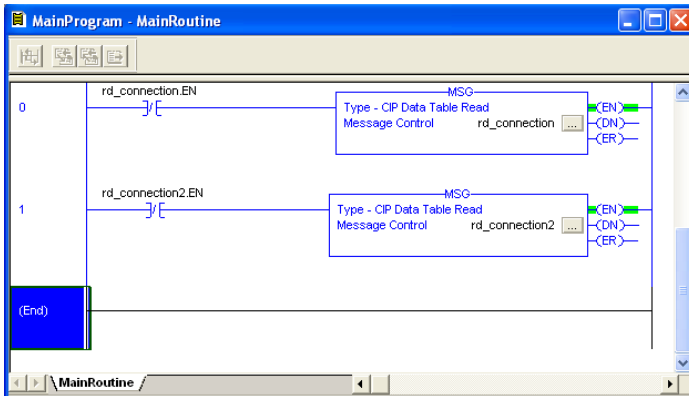 MainProgram - MainRoutine
rd_connection.EN
MSG
0
Type - CIP Data Table Read
EN
Message Control rd_connection ...
DN
ER
rd_connection2.EN
MSG
1
Type - CIP Data Table Read
EN
Message Control rd_connection2 ...
DN
ER
(End)
MainRoutine